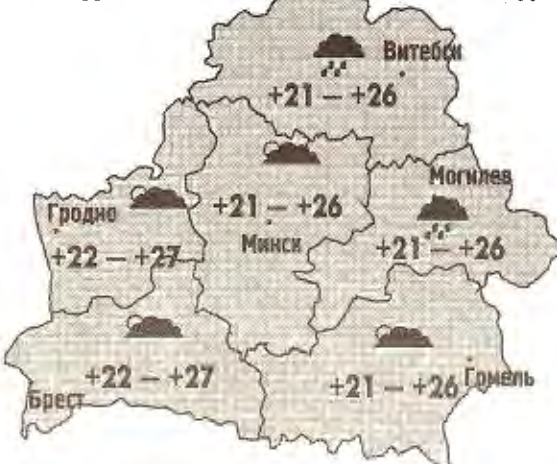 Витебск
+21 – +26
Могилев
Гродно
+21 – +26
Минск
+21 – +26
+22 – +27
+22 – +27
Брест
+21 – +26
Гомель